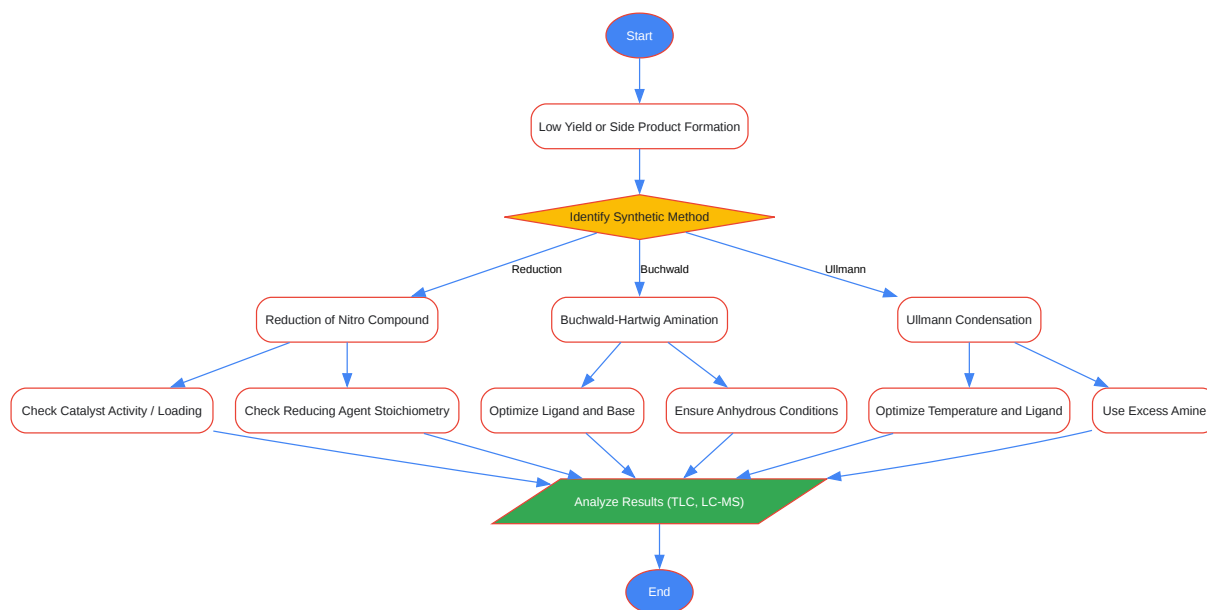 Start
Low Yield or Side Product Formation
Identify Synthetic Method
Reduction
Buchwald
Ullmann
Reduction of Nitro Compound
Buchwald-Hartwig Amination
Ullmann Condensation
Check Catalyst Activity / Loading
Check Reducing Agent Stoichiometry
Optimize Ligand and Base
Ensure Anhydrous Conditions
Optimize Temperature and Ligand
Use Excess Amine
Analyze Results (TLC, LC-MS)
End